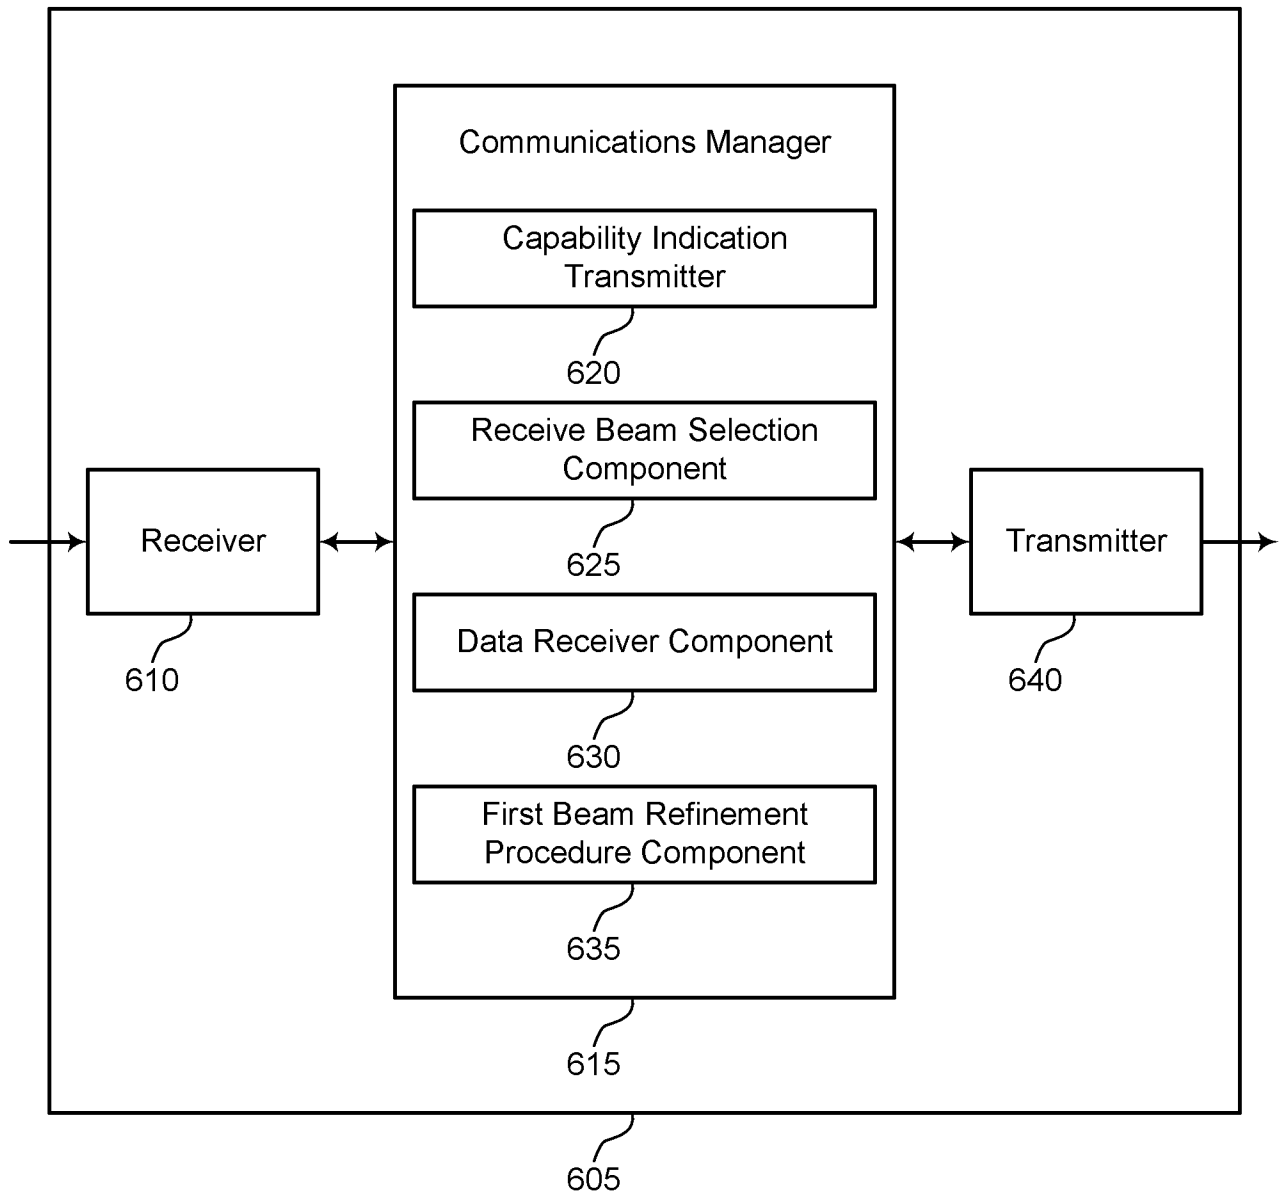 Communications Manager
Capability Indication
Transmitter
620
Receive Beam Selection
Component
625
Receiver
610
Data Receiver Component
630
Transmitter
640
First Beam Refinement
Procedure Component
635
615
605